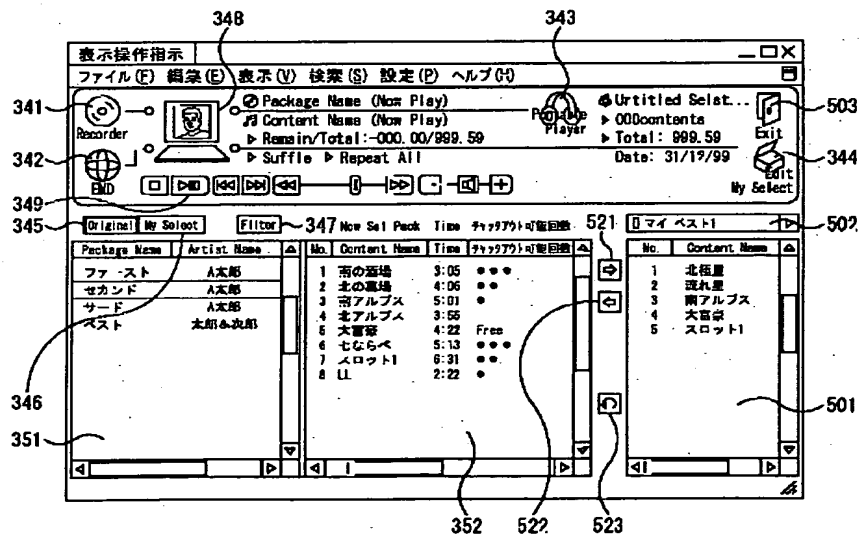 348
343
表示操作指示
ファイル(F) 編集(E) 表示(V) 検索(S) 設定(P) ヘルプ(H)
341
Recorder
Package Name (Now Play)
Content Name (Now Play)
Remain/Total:-000.00/999.59
Suffle Repeat All
Portable Player
Urtitled Selst...
000contents
Total: 999.59
Date: 31/12/99
Exit
503
342
EMD
344
Edit
My Select
349
345
Original
My Select
Filter
347
Now Sel Pack Time チャックアウト可能回数
521
マイ ベスト1
502
Package Name Artist Name
ファースト A太郎
セカンド A太郎
サード A太郎
ベスト 太郎&次郎
No. Content Name Time チャックアウト可能回数
1 南の酒場 3:05 ●●●
2 北の墓場 4:06 ●●
3 南アルプス 5:01 ●
4 北アルプス 3:55
5 大富豪 4:22 Free
6 七ならべ 5:13 ●●●
7 スロット1 6:31 ●●
8 LL 2:22 ●
No. Content Name
1 北極星
2 流れ星
3 南アルプス
4 大富豪
5 スロット1
346
351
501
352
522
523